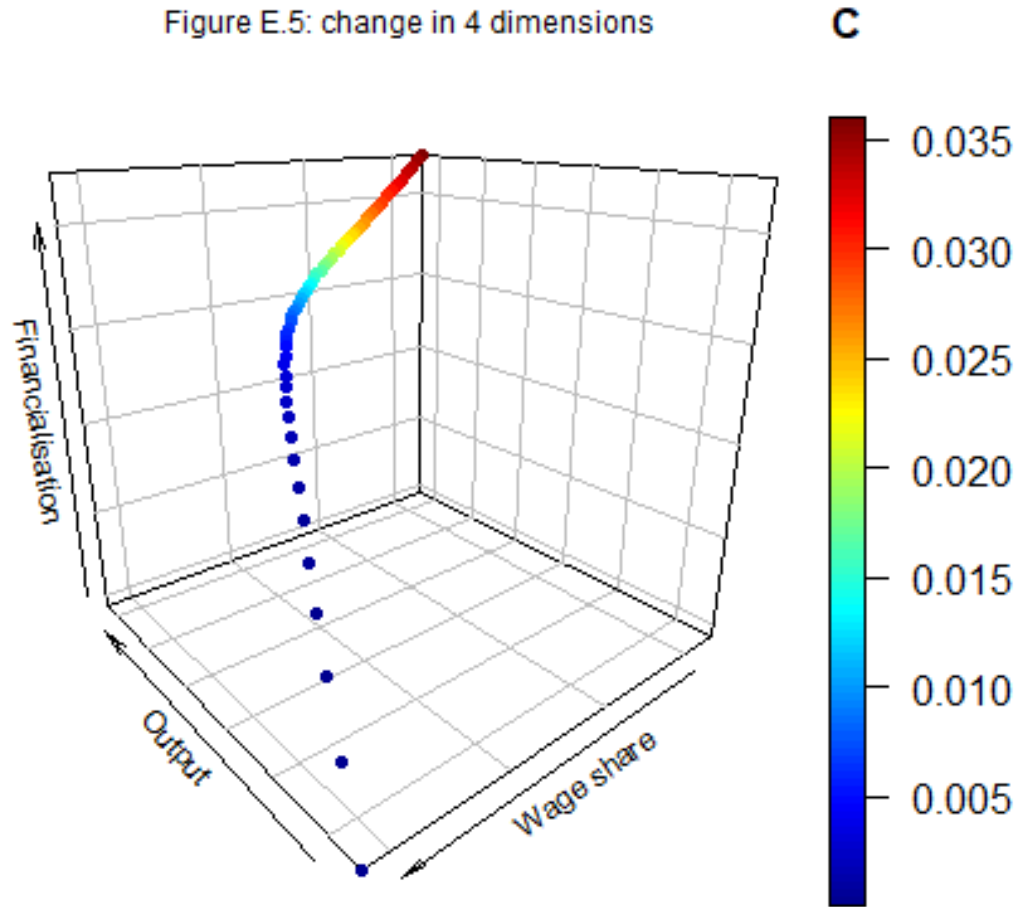 Figure E.5: change in 4 dimensions
C
0.035
0.030
0.025
0.020
0.015
0.010
0.005
Financialisation
Output
Wage share